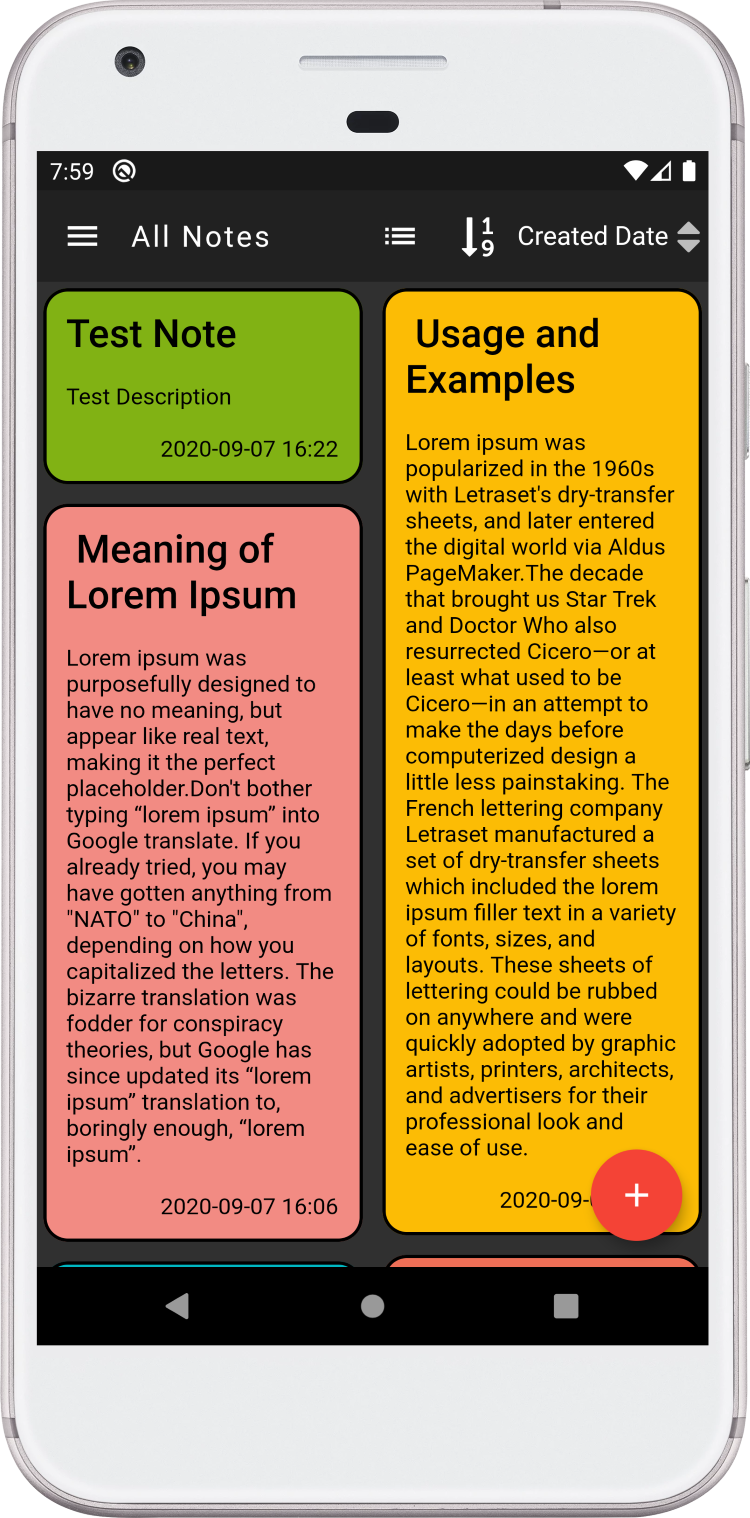 7:59
All Notes
1
9
Created Date
Test Note
Test Description
2020-09-07 16:22
Meaning of
Lorem Ipsum
Lorem ipsum was
purposefully designed to
have no meaning, but
appear like real text,
making it the perfect
placeholder.Don't bother
typing “lorem ipsum” into
Google translate. If you
already tried, you may
have gotten anything from
"NATO" to "China",
depending on how you
capitalized the letters. The
bizarre translation was
fodder for conspiracy
theories, but Google has
since updated its “lorem
ipsum” translation to,
boringly enough, “lorem
ipsum”.
2020-09-07 16:06
Usage and
Examples
Lorem ipsum was
popularized in the 1960s
with Letraset's dry-transfer
sheets, and later entered
the digital world via Aldus
PageMaker.The decade
that brought us Star Trek
and Doctor Who also
resurrected Cicero—or at
least what used to be
Cicero—in an attempt to
make the days before
computerized design a
little less painstaking. The
French lettering company
Letraset manufactured a
set of dry-transfer sheets
which included the lorem
ipsum filler text in a variety
of fonts, sizes, and
layouts. These sheets of
lettering could be rubbed
on anywhere and were
quickly adopted by graphic
artists, printers, architects,
and advertisers for their
professional look and
ease of use.
2020-09-